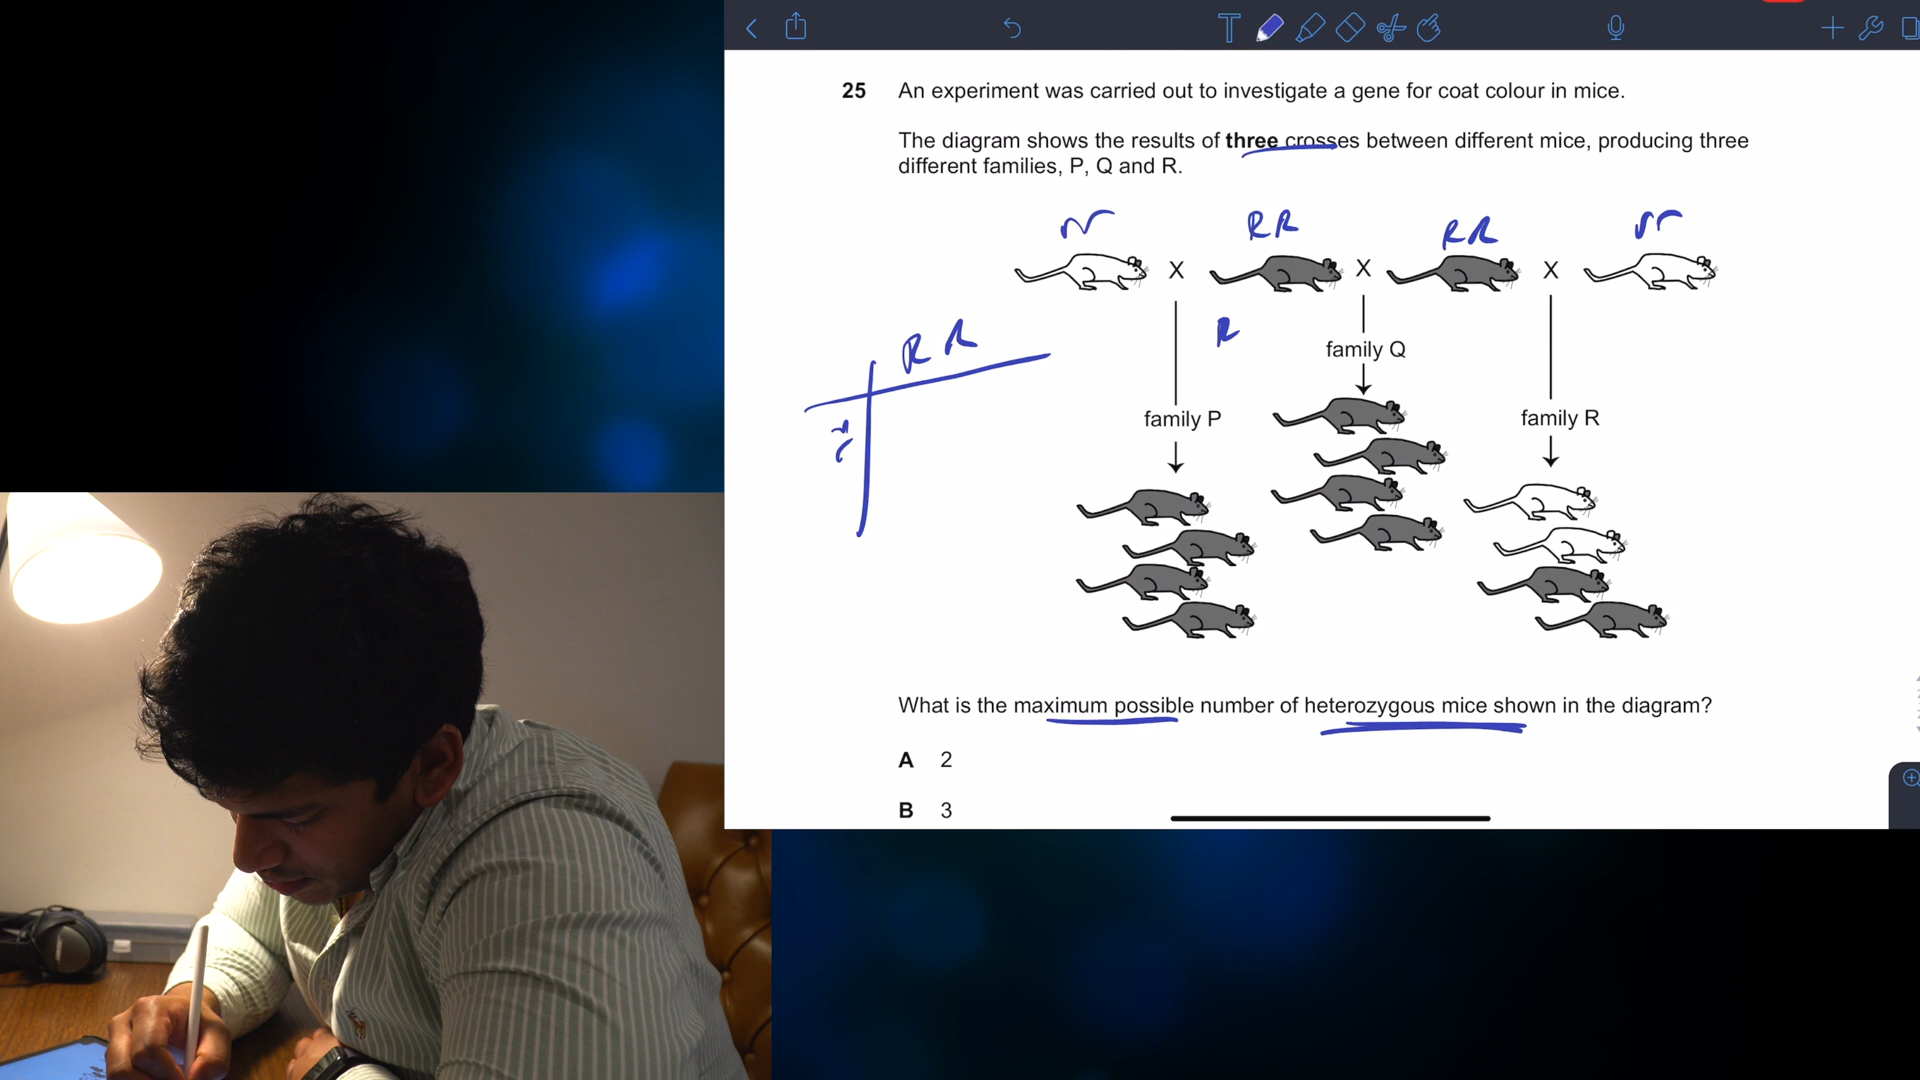 25 An experiment was carried out to investigate a gene for coat colour in mice.
The diagram shows the results of three crosses between different mice, producing three
different families, P, Q and R.
rr RR RR rr
X X X
R R
R
family Q
family P
family R
r
r
What is the maximum possible number of heterozygous mice shown in the diagram?
A 2
B 3